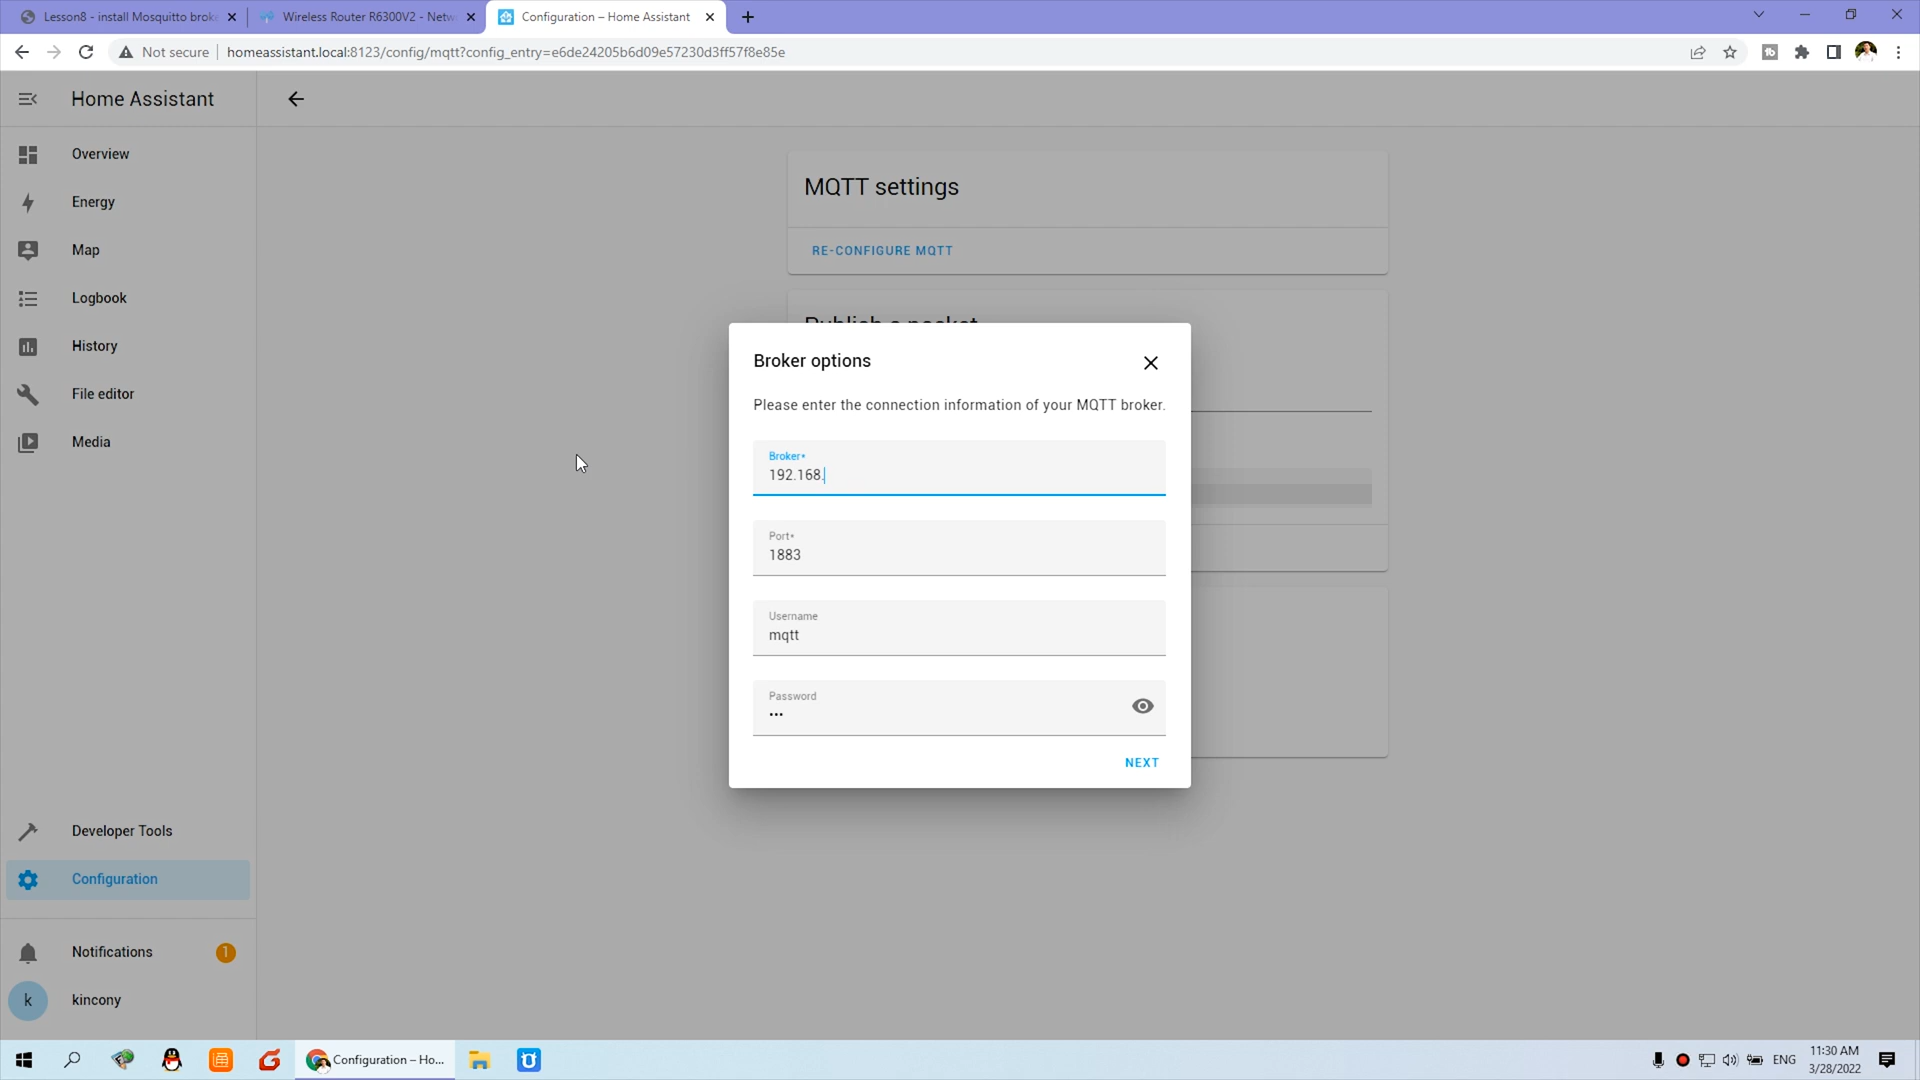 Lesson8 - install Mosquitto broke
Wireless Router R6300V2 - Netw
Configuration – Home Assistant
Not secure
homeassistant.local:8123/config/mqtt?config_entry=e6de24205b6d09e57230d3ff57f8e85e
Home Assistant
Overview
Energy
Map
Logbook
History
File editor
Media
Developer Tools
Configuration
Notifications
1
k
kincony
MQTT settings
RE-CONFIGURE MQTT
Publish a packet
Broker options
Please enter the connection information of your MQTT broker.
Broker*
192.168.
Port*
1883
Username
mqtt
Password
•••
NEXT
Configuration – Ho...
ENG
11:30 AM
3/28/2022